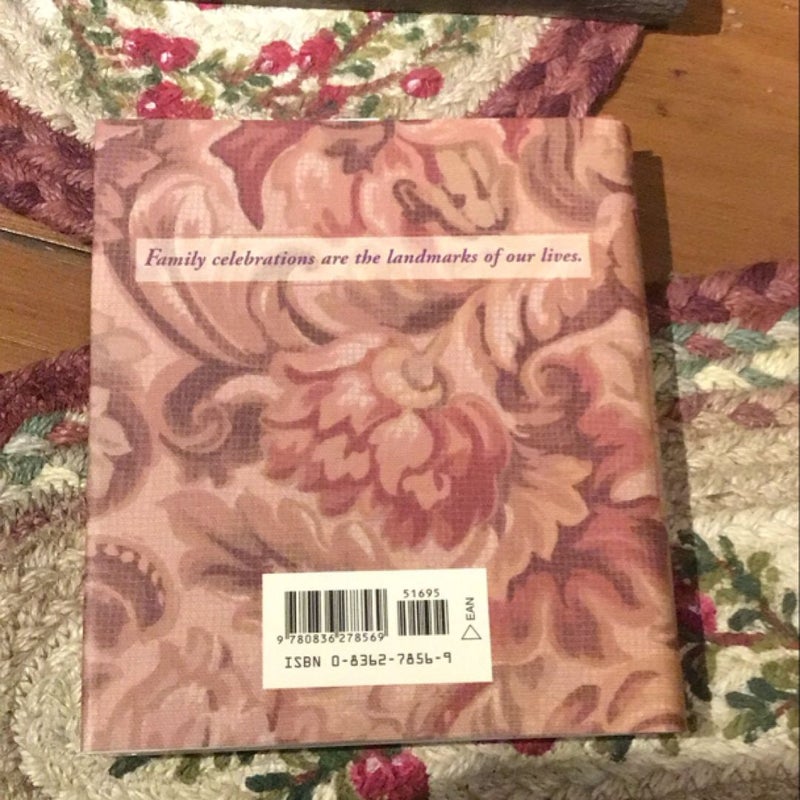 Family celebrations are the landmarks of our lives.
51695
9 780836 278569
EAN
ISBN 0-8362-7856-9